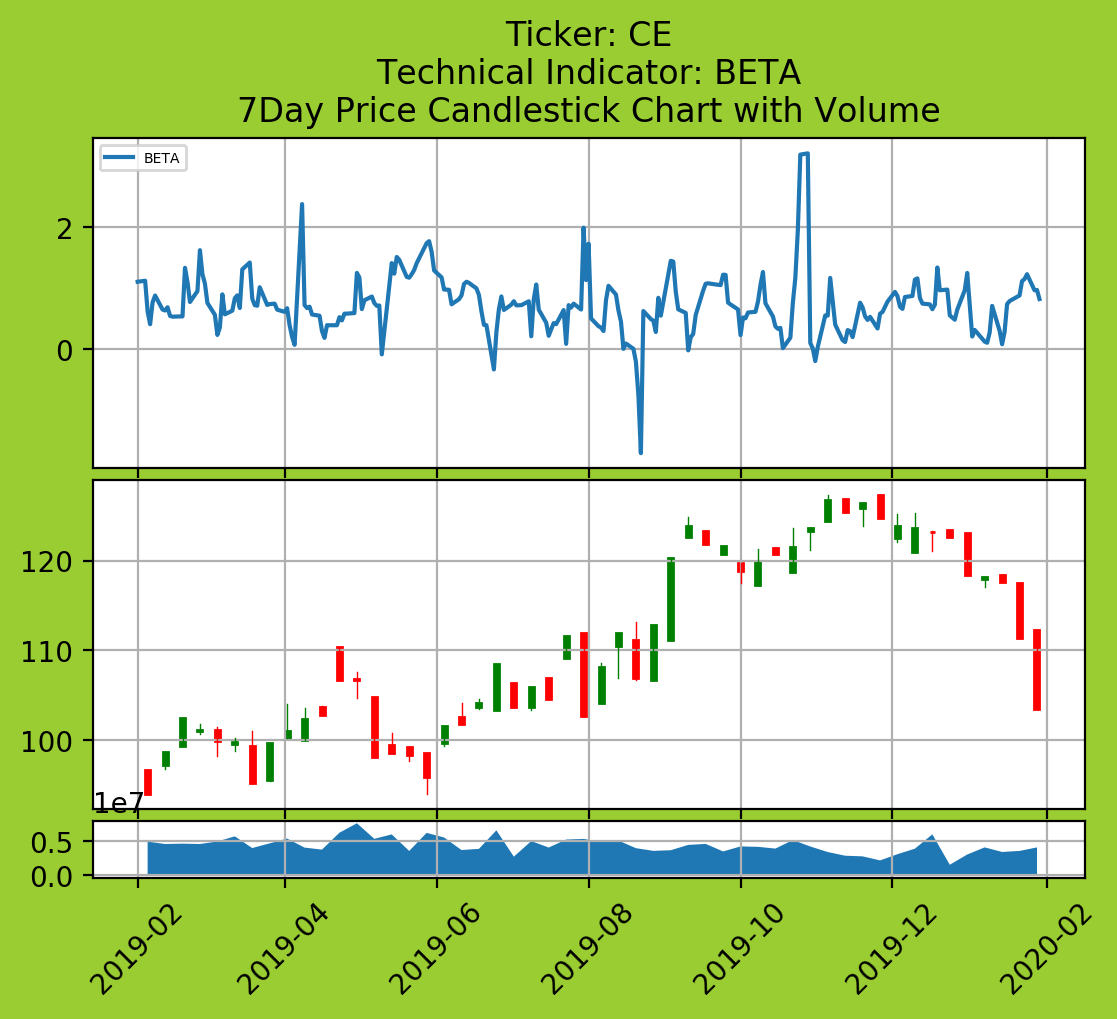 Ticker: CE
Technical Indicator: BETA
7Day Price Candlestick Chart with Volume
BETA
2
0
120
110
100
1e7
0.5
0.0
2019-02
2019-04
2019-06
2019-08
2019-10
2019-12
2020-02